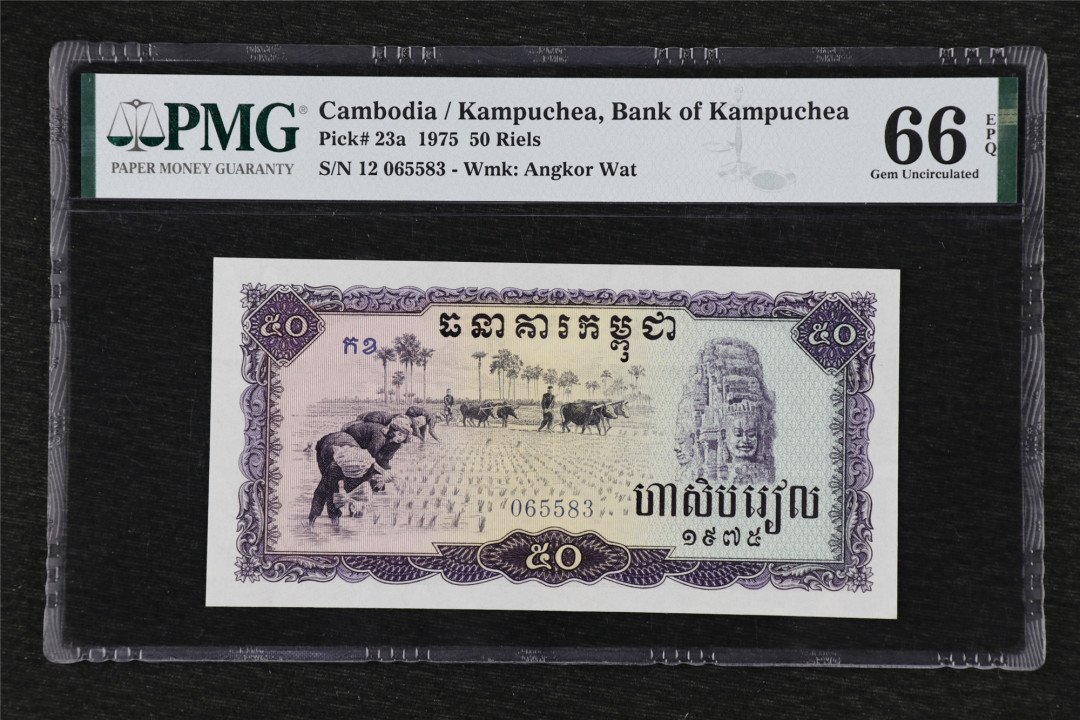 PMG®
PAPER MONEY GUARANTY
Cambodia / Kampuchea, Bank of Kampuchea
Pick# 23a 1975 50 Riels
S/N 12 065583 - Wmk: Angkor Wat
66
EPQ
Gem Uncirculated
៥០
ធនាគារកម្ពុជា
៥០
កខ
065583
ហាសិបរៀល
១៩៧៥
៥០